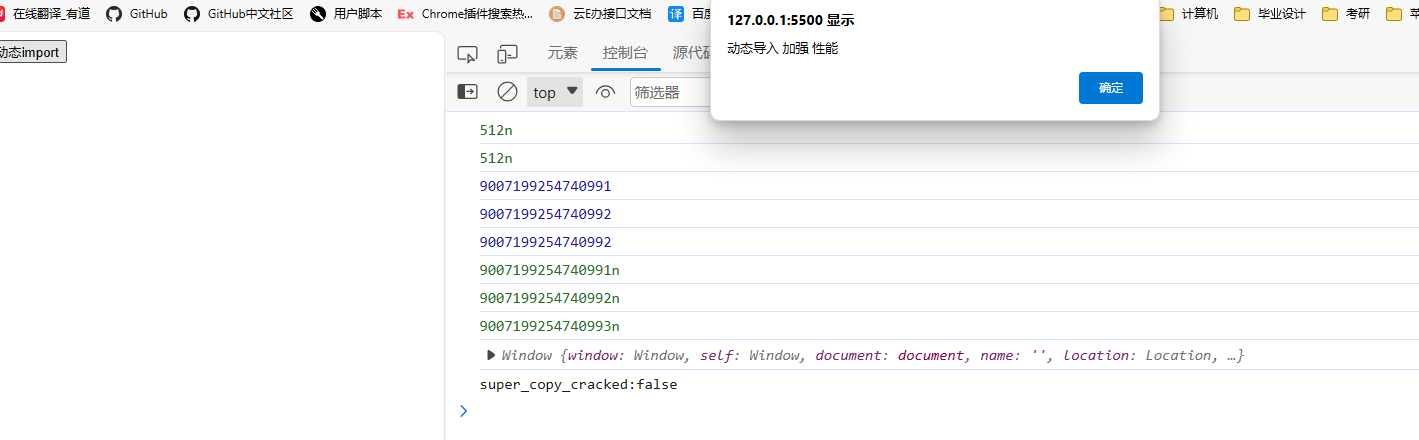 在线翻译_有道 GitHub GitHub中文社区 用户脚本 Ex Chrome插件搜索热... 云E办接口文档 译 百度 计算机 毕业设计 考研
127.0.0.1:5500 显示
动态导入 加强 性能
确定
动态import
元素 控制台 源代码
top 筛选器
512n
512n
9007199254740991
9007199254740992
9007199254740992
9007199254740991n
9007199254740992n
9007199254740993n
Window {window: Window, self: Window, document: document, name: '', location: Location, …}
super_copy_cracked:false